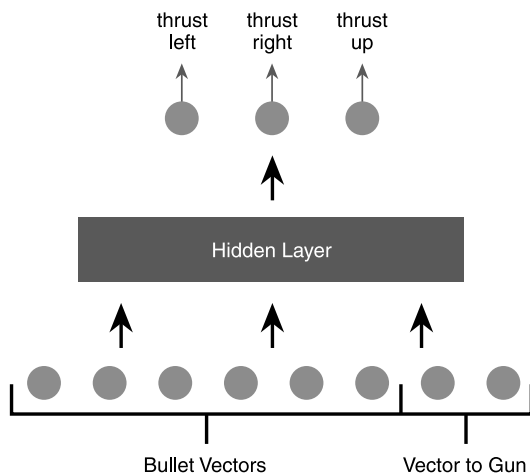 thrust left
thrust right
thrust up
Hidden Layer
Bullet Vectors
Vector to Gun